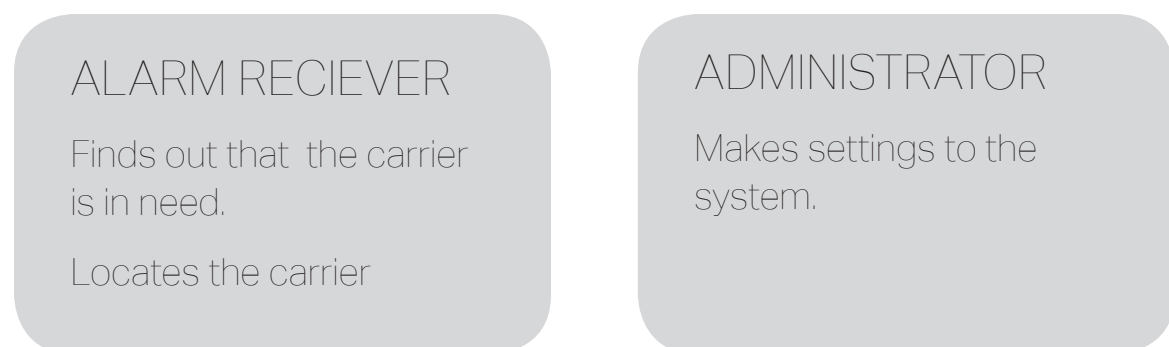 ALARM RECIEVER
Finds out that  the carrier
is in need.
Locates the carrier
ADMINISTRATOR
Makes settings to the
system.